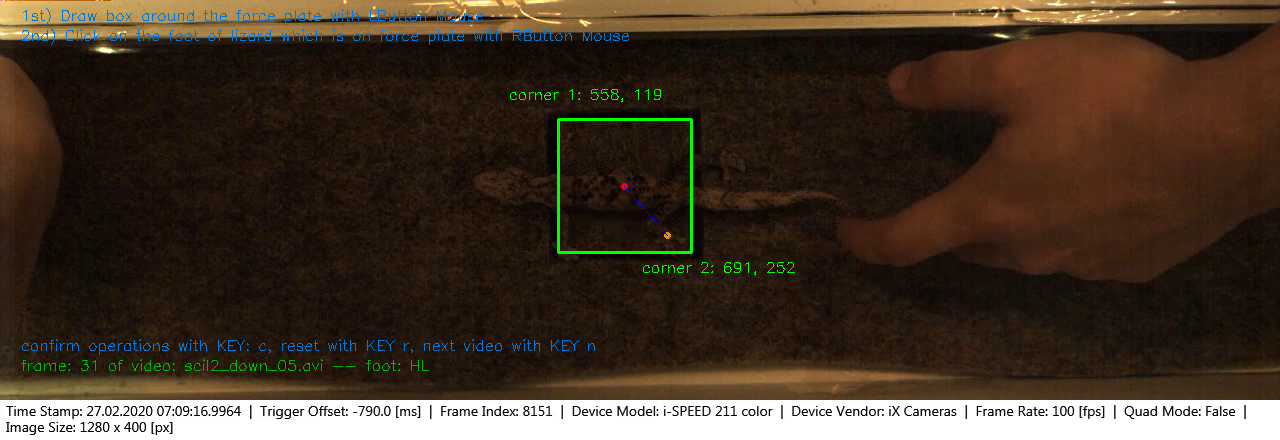 1st) Draw box around the force plate with LButton Mouse
2nd) Click on the foot of lizard which is on force plate with RButton Mouse
corner 1: 558, 119
corner 2: 691, 252
confirm operations with KEY: c, reset with KEY r, next video with KEY n
frame: 31 of video: scil2_down_05.avi -- foot: HL
Time Stamp: 27.02.2020 07:09:16.9964 | Trigger Offset: -790.0 [ms] | Frame Index: 8151 | Device Model: i-SPEED 211 color | Device Vendor: iX Cameras | Frame Rate: 100 [fps] | Quad Mode: False |
Image Size: 1280 x 400 [px]